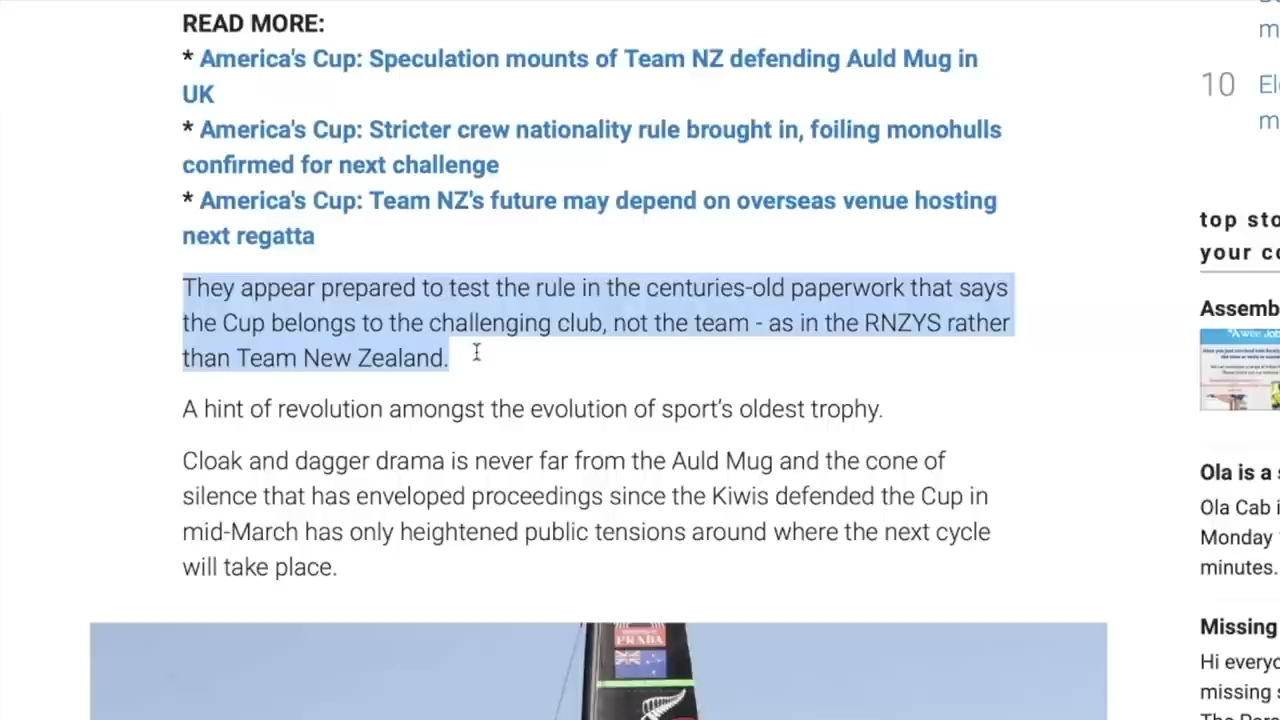 READ MORE:
* America's Cup: Speculation mounts of Team NZ defending Auld Mug in
UK
* America's Cup: Stricter crew nationality rule brought in, foiling monohulls
confirmed for next challenge
* America's Cup: Team NZ's future may depend on overseas venue hosting
next regatta
They appear prepared to test the rule in the centuries-old paperwork that says
the Cup belongs to the challenging club, not the team - as in the RNZYS rather
than Team New Zealand.
A hint of revolution amongst the evolution of sport's oldest trophy.
Cloak and dagger drama is never far from the Auld Mug and the cone of
silence that has enveloped proceedings since the Kiwis defended the Cup in
mid-March has only heightened public tensions around where the next cycle
will take place.
PRADA
10
top
your
Ola is a
Ola Cab
Monday
minutes.
Missing
missing